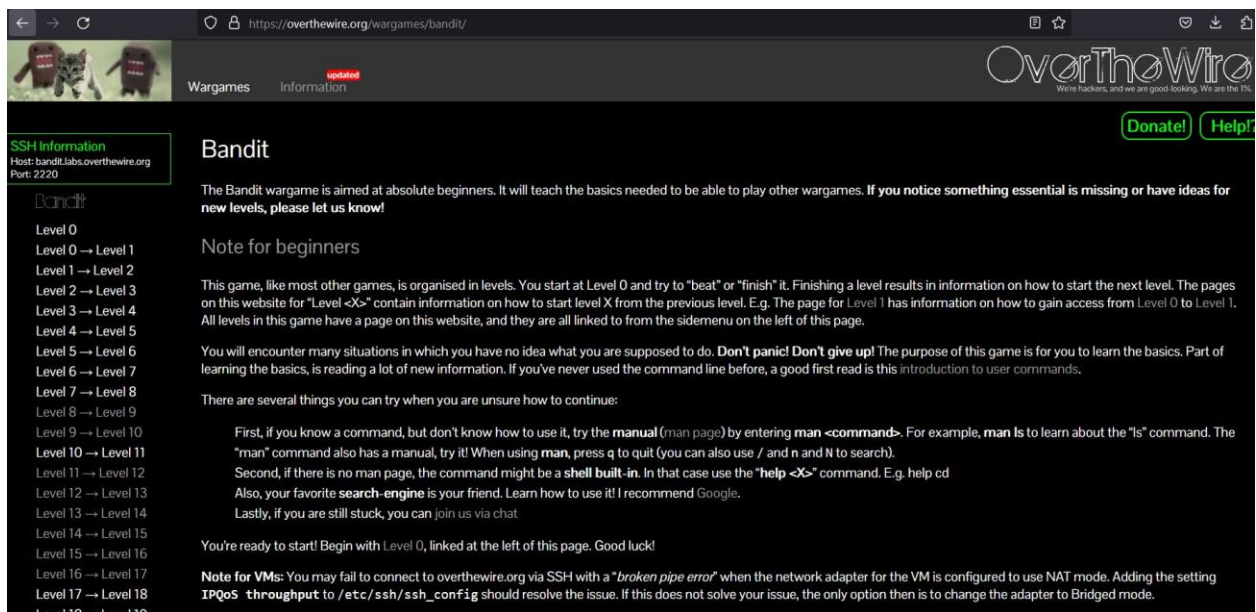 https://overthewire.org/wargames/bandit/
Wargames
Information
updated
OverTheWire
We're hackers, and we are good-looking. We are the 1%.
Donate!
Help!?
SSH Information
Host: bandit.labs.overthewire.org
Port: 2220
Bandit
Level 0
Level 0 → Level 1
Level 1 → Level 2
Level 2 → Level 3
Level 3 → Level 4
Level 4 → Level 5
Level 5 → Level 6
Level 6 → Level 7
Level 7 → Level 8
Level 8 → Level 9
Level 9 → Level 10
Level 10 → Level 11
Level 11 → Level 12
Level 12 → Level 13
Level 13 → Level 14
Level 14 → Level 15
Level 15 → Level 16
Level 16 → Level 17
Level 17 → Level 18
Bandit
The Bandit wargame is aimed at absolute beginners. It will teach the basics needed to be able to play other wargames. If you notice something essential is missing or have ideas for
new levels, please let us know!
Note for beginners
This game, like most other games, is organised in levels. You start at Level 0 and try to “beat” or “finish” it. Finishing a level results in information on how to start the next level. The pages
on this website for “Level <X>” contain information on how to start level X from the previous level. E.g. The page for Level 1 has information on how to gain access from Level 0 to Level 1.
All levels in this game have a page on this website, and they are all linked to from the sidemenu on the left of this page.
You will encounter many situations in which you have no idea what you are supposed to do. Don't panic! Don't give up! The purpose of this game is for you to learn the basics. Part of
learning the basics, is reading a lot of new information. If you've never used the command line before, a good first read is this introduction to user commands.
There are several things you can try when you are unsure how to continue:
First, if you know a command, but don't know how to use it, try the manual (man page) by entering man <command>. For example, man ls to learn about the “ls” command. The
“man” command also has a manual, try it! When using man, press q to quit (you can also use / and n and N to search).
Second, if there is no man page, the command might be a shell built-in. In that case use the “help <X>” command. E.g. help cd
Also, your favorite search-engine is your friend. Learn how to use it! I recommend Google.
Lastly, if you are still stuck, you can join us via chat
You're ready to start! Begin with Level 0, linked at the left of this page. Good luck!
Note for VMs: You may fail to connect to overthewire.org via SSH with a “broken pipe error” when the network adapter for the VM is configured to use NAT mode. Adding the setting
IPQoS throughput to /etc/ssh/ssh_config should resolve the issue. If this does not solve your issue, the only option then is to change the adapter to Bridged mode.